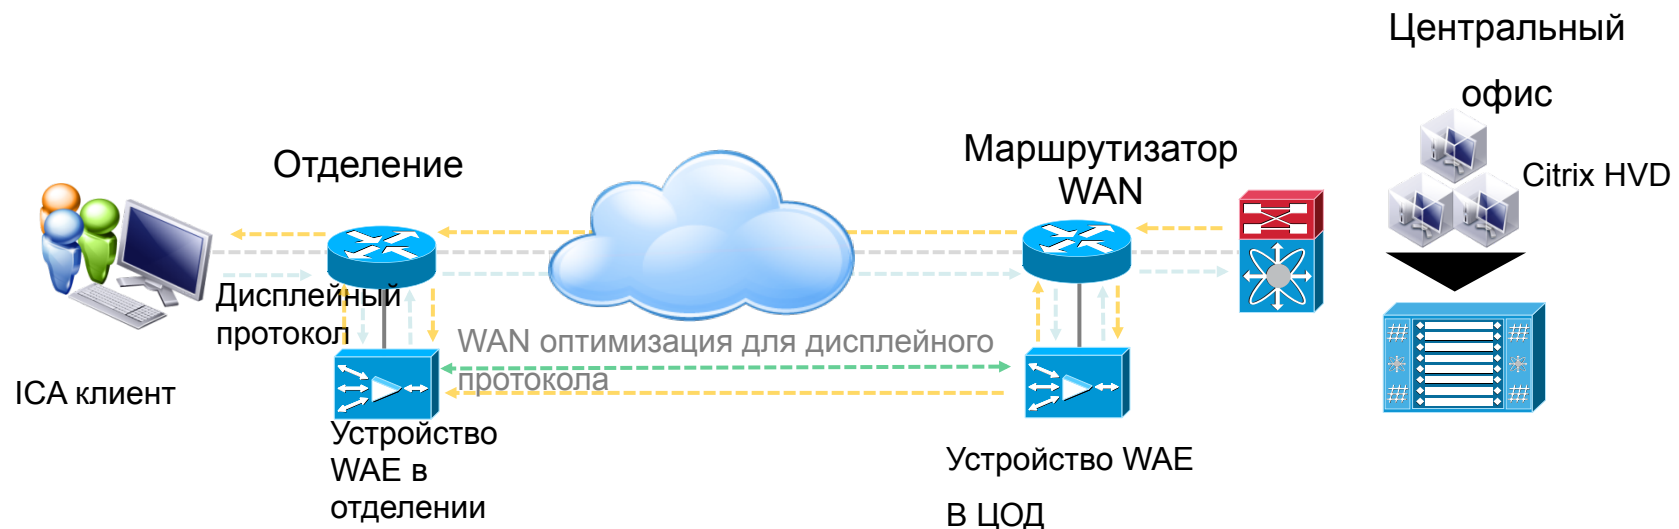 Центральный
офис
Citrix HVD
Маршрутизатор
WAN
Отделение
Дисплейный
протокол
WAN оптимизация для дисплейного
протокола
ICA клиент
Устройство
WAE в
отделении
Устройство WAE
В ЦОД